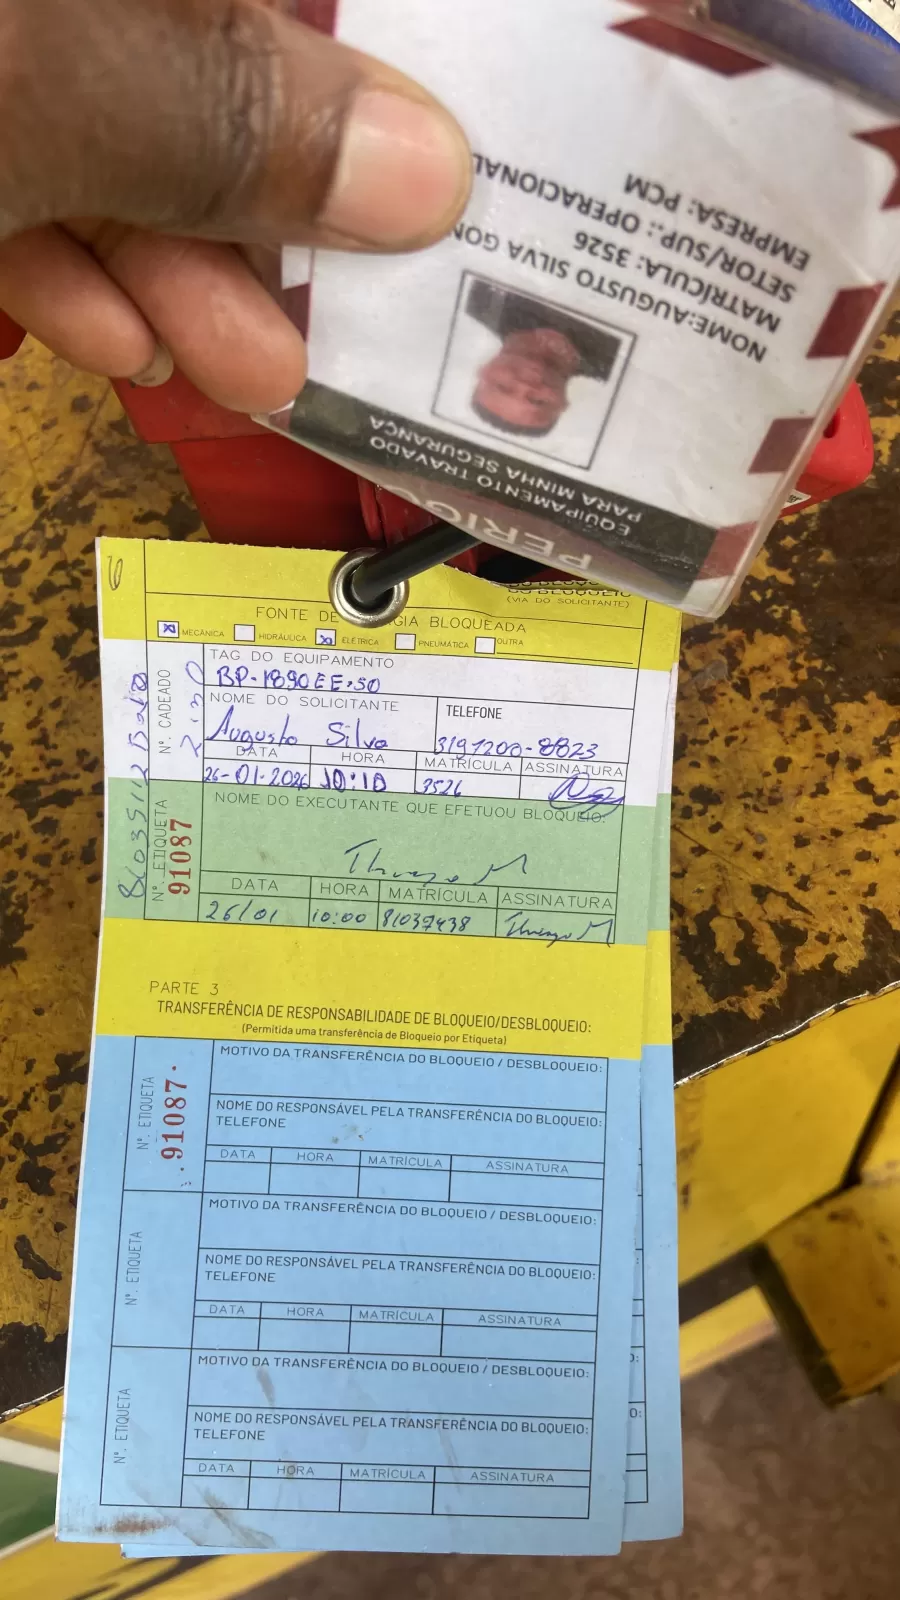 PERIGO
EQUIPAMENTO TRAVADO
PARA MINHA SEGURANÇA
NOME:AUGUSTO SILVA GON
MATRÍCULA: 3526
SETOR/SUP.: OPERACIONAL
EMPRESA: PCM
6
(VIA DO SOLICITANTE)
FONTE DE ENERGIA BLOQUEADA
MECÂNICA HIDRÁULICA ELÉTRICA PNEUMÁTICA OUTRA
TAG DO EQUIPAMENTO
BP-1890EE-50
NOME DO SOLICITANTE TELEFONE
Augusto Silva 3197200-8823
DATA HORA MATRÍCULA ASSINATURA
26-01-2026 10:10 3526
Nº. CADEADO
Nº. ETIQUETA
91087
NOME DO EXECUTANTE QUE EFETUOU BLOQUEIO:
Thiago M
DATA HORA MATRÍCULA ASSINATURA
26/01 10:00 81037438 Thiago M
PARTE 3
TRANSFERÊNCIA DE RESPONSABILIDADE DE BLOQUEIO/DESBLOQUEIO:
(Permitida uma transferência de Bloqueio por Etiqueta)
Nº. ETIQUETA
91087
MOTIVO DA TRANSFERÊNCIA DO BLOQUEIO / DESBLOQUEIO:
NOME DO RESPONSÁVEL PELA TRANSFERÊNCIA DO BLOQUEIO:
TELEFONE
DATA HORA MATRÍCULA ASSINATURA
Nº. ETIQUETA
MOTIVO DA TRANSFERÊNCIA DO BLOQUEIO / DESBLOQUEIO:
NOME DO RESPONSÁVEL PELA TRANSFERÊNCIA DO BLOQUEIO:
TELEFONE
DATA HORA MATRÍCULA ASSINATURA
Nº. ETIQUETA
MOTIVO DA TRANSFERÊNCIA DO BLOQUEIO / DESBLOQUEIO:
NOME DO RESPONSÁVEL PELA TRANSFERÊNCIA DO BLOQUEIO:
TELEFONE
DATA HORA MATRÍCULA ASSINATURA